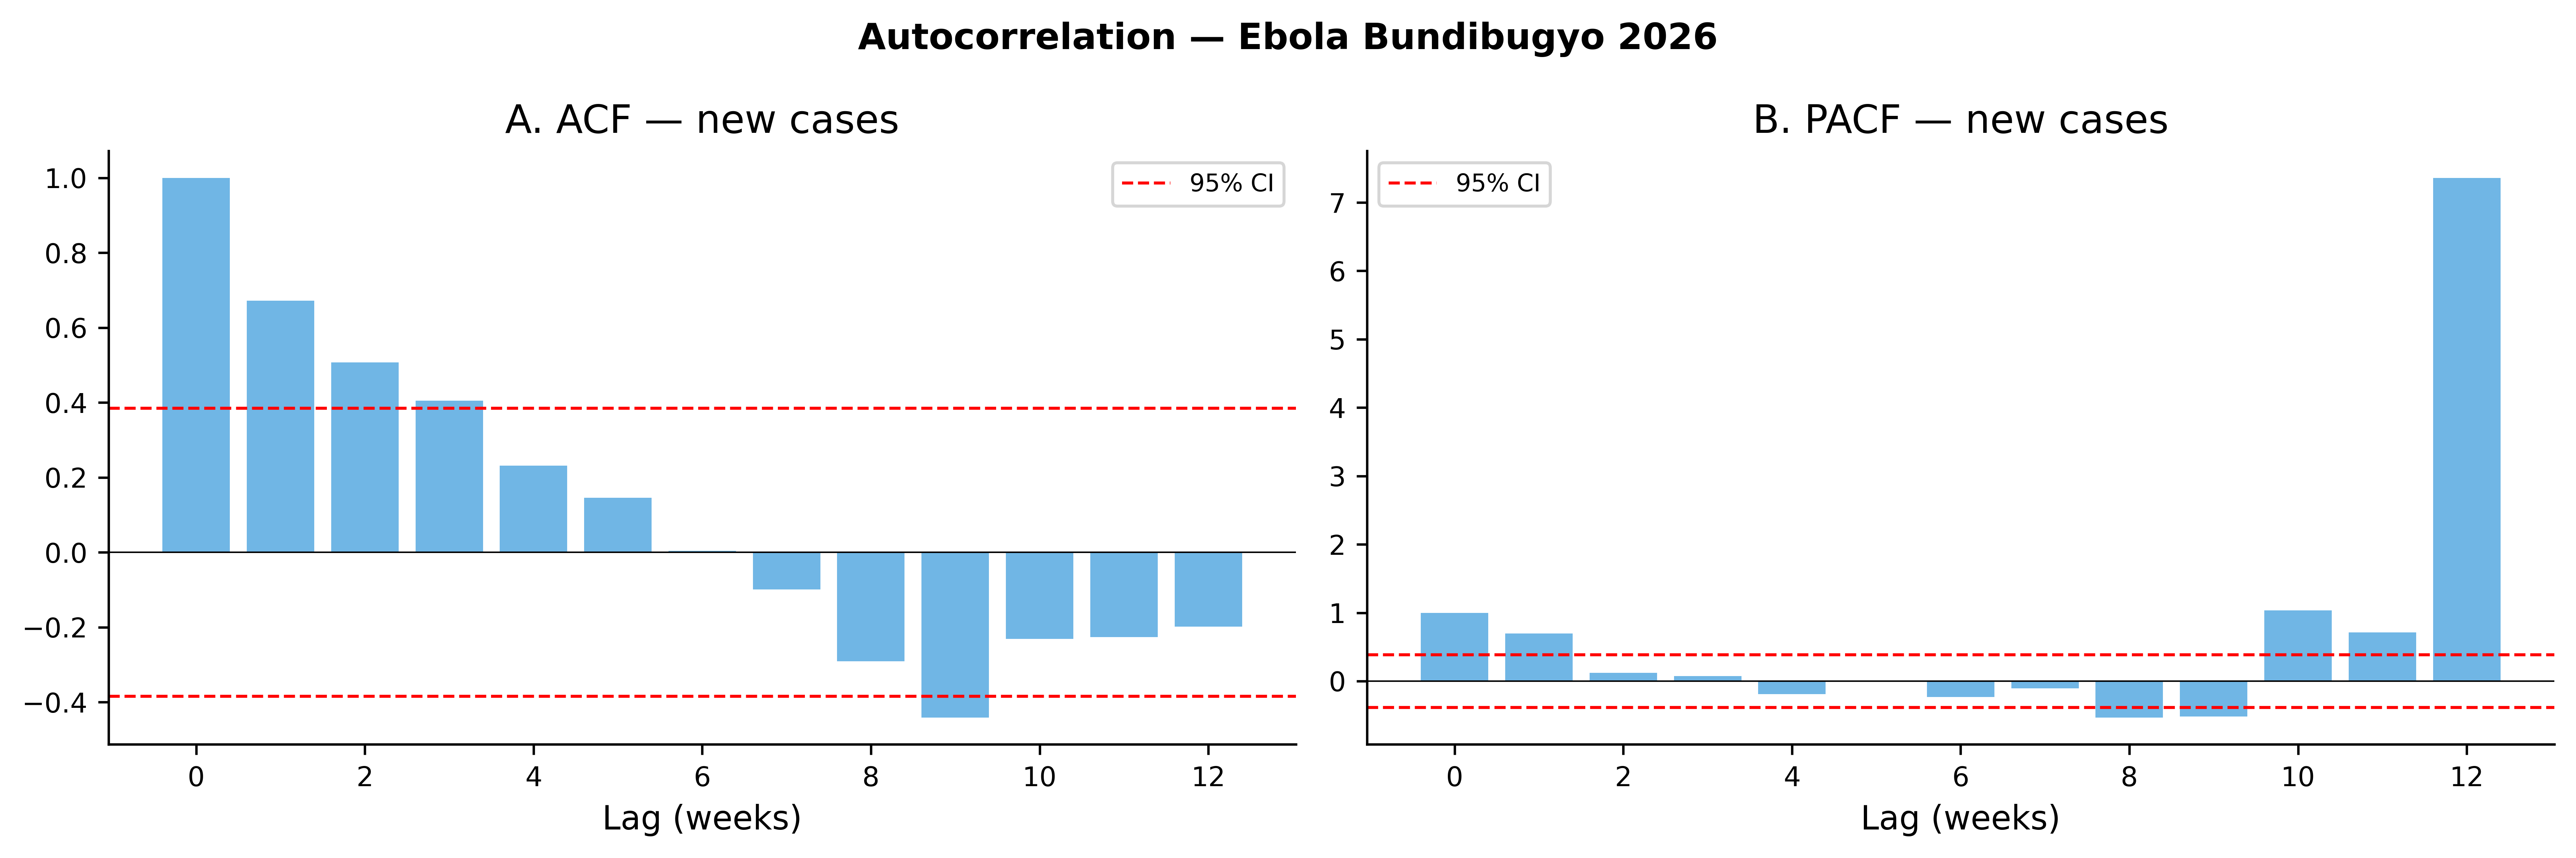 Autocorrelation — Ebola Bundibugyo 2026
A. ACF — new cases
1.0
0.8
0.6
0.4
0.2
0.0
−0.2
−0.4
95% CI
0 2 4 6 8 10 12
Lag (weeks)
B. PACF — new cases
7
6
5
4
3
2
1
0
95% CI
0 2 4 6 8 10 12
Lag (weeks)